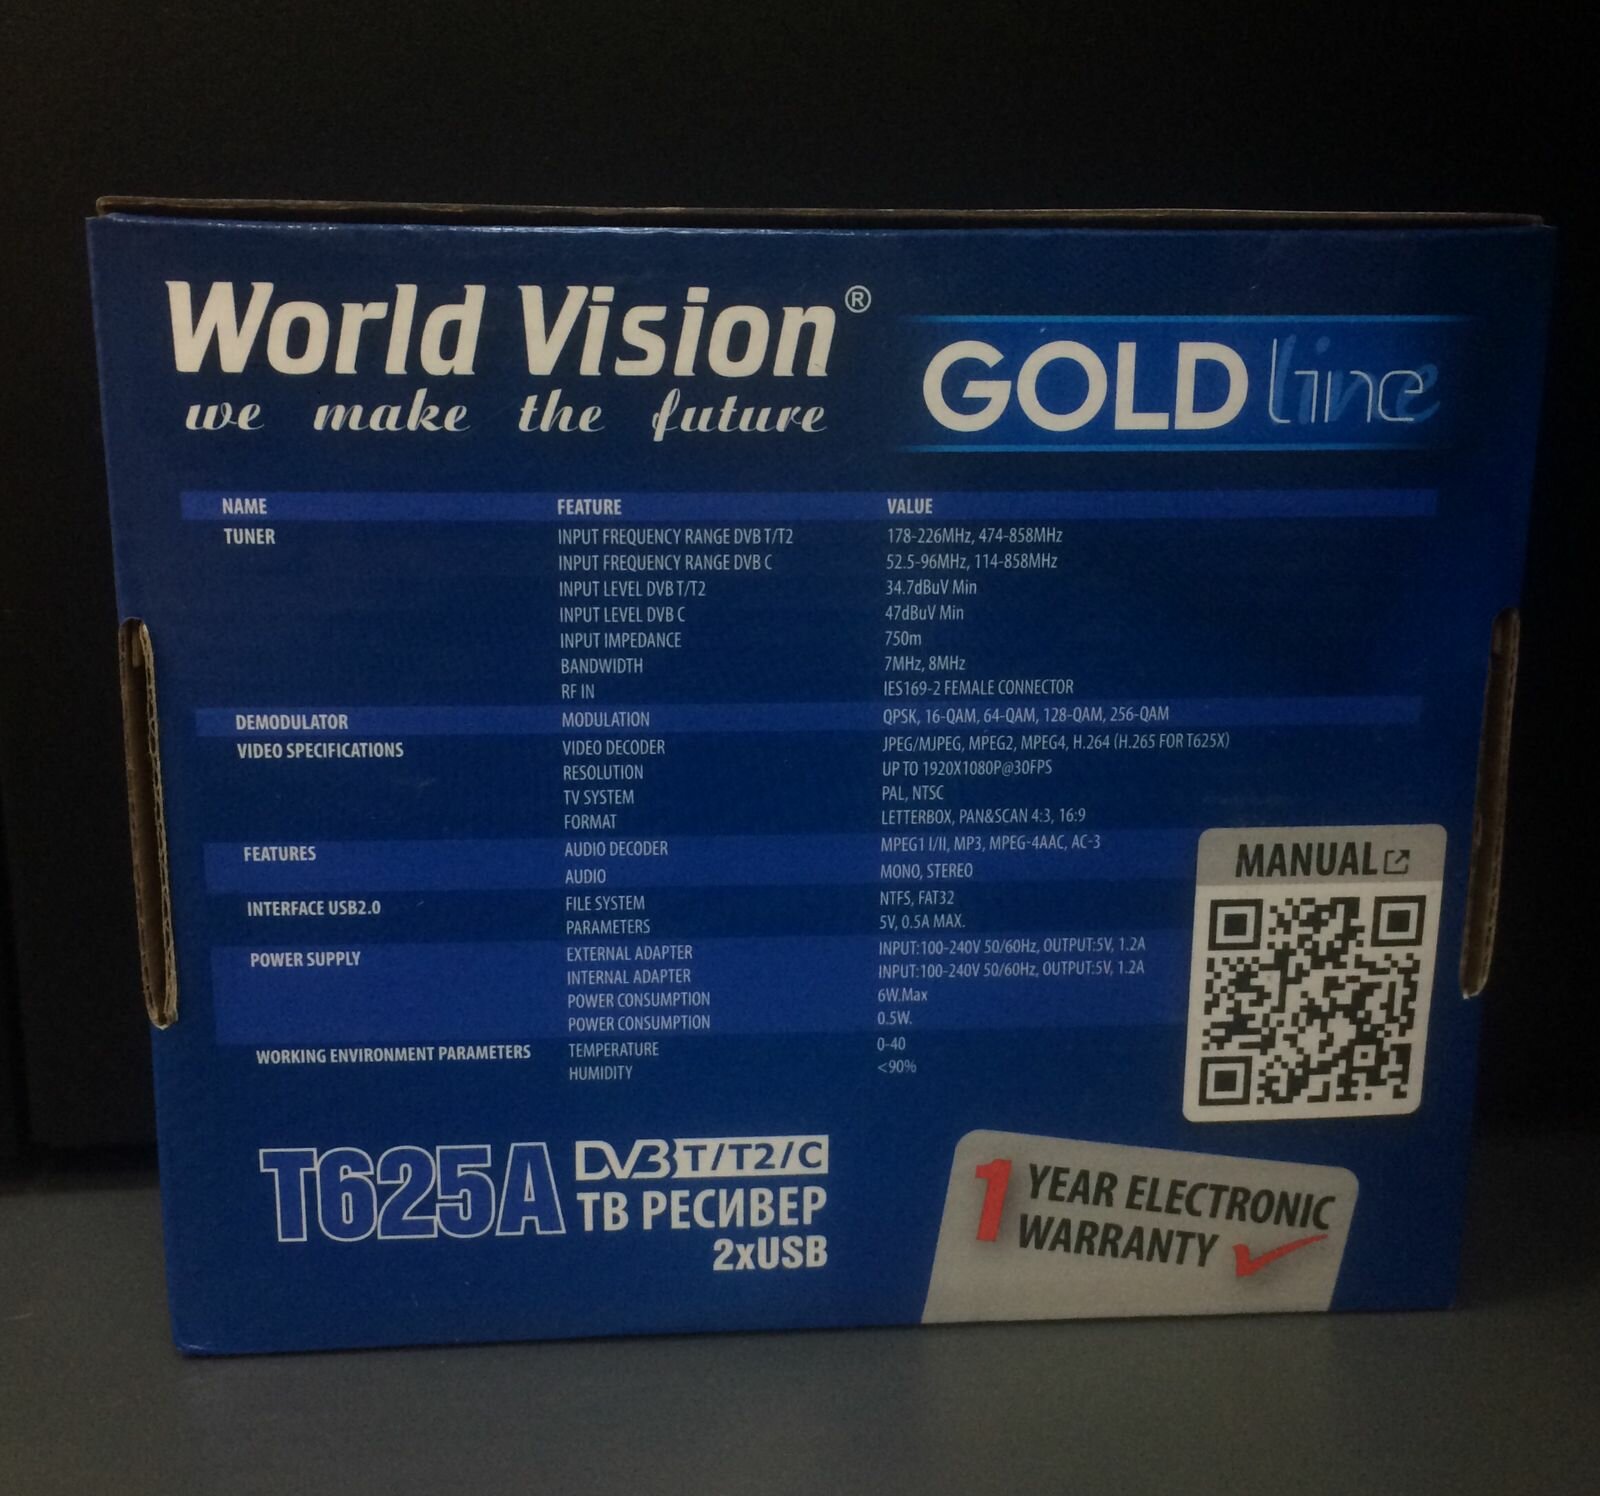 World Vision®
we make the future
GOLD line
NAME FEATURE VALUE
TUNER INPUT FREQUENCY RANGE DVB T/T2 178-226MHz, 474-858MHz
INPUT FREQUENCY RANGE DVB C 52.5-96MHz, 114-858MHz
INPUT LEVEL DVB T/T2 34.7dBuV Min
INPUT LEVEL DVB C 47dBuV Min
INPUT IMPEDANCE 750m
BANDWIDTH 7MHz, 8MHz
RF IN IES169-2 FEMALE CONNECTOR
DEMODULATOR MODULATION QPSK, 16-QAM, 64-QAM, 128-QAM, 256-QAM
VIDEO SPECIFICATIONS VIDEO DECODER JPEG/MJPEG, MPEG2, MPEG4, H.264 (H.265 FOR T625X)
RESOLUTION UP TO 1920X1080P@30FPS
TV SYSTEM PAL, NTSC
FORMAT LETTERBOX, PAN&SCAN 4:3, 16:9
FEATURES AUDIO DECODER MPEG1 I/II, MP3, MPEG-4AAC, AC-3
AUDIO MONO, STEREO
INTERFACE USB2.0 FILE SYSTEM NTFS, FAT32
PARAMETERS 5V, 0.5A MAX.
POWER SUPPLY EXTERNAL ADAPTER INPUT:100-240V 50/60Hz, OUTPUT:5V, 1.2A
INTERNAL ADAPTER INPUT:100-240V 50/60Hz, OUTPUT:5V, 1.2A
POWER CONSUMPTION 6W.Max
POWER CONSUMPTION 0.5W.
WORKING ENVIRONMENT PARAMETERS TEMPERATURE 0-40
HUMIDITY <90%
MANUAL
T625A DVB T/T2/C
ТВ РЕСИВЕР
2xUSB
1 YEAR ELECTRONIC
WARRANTY